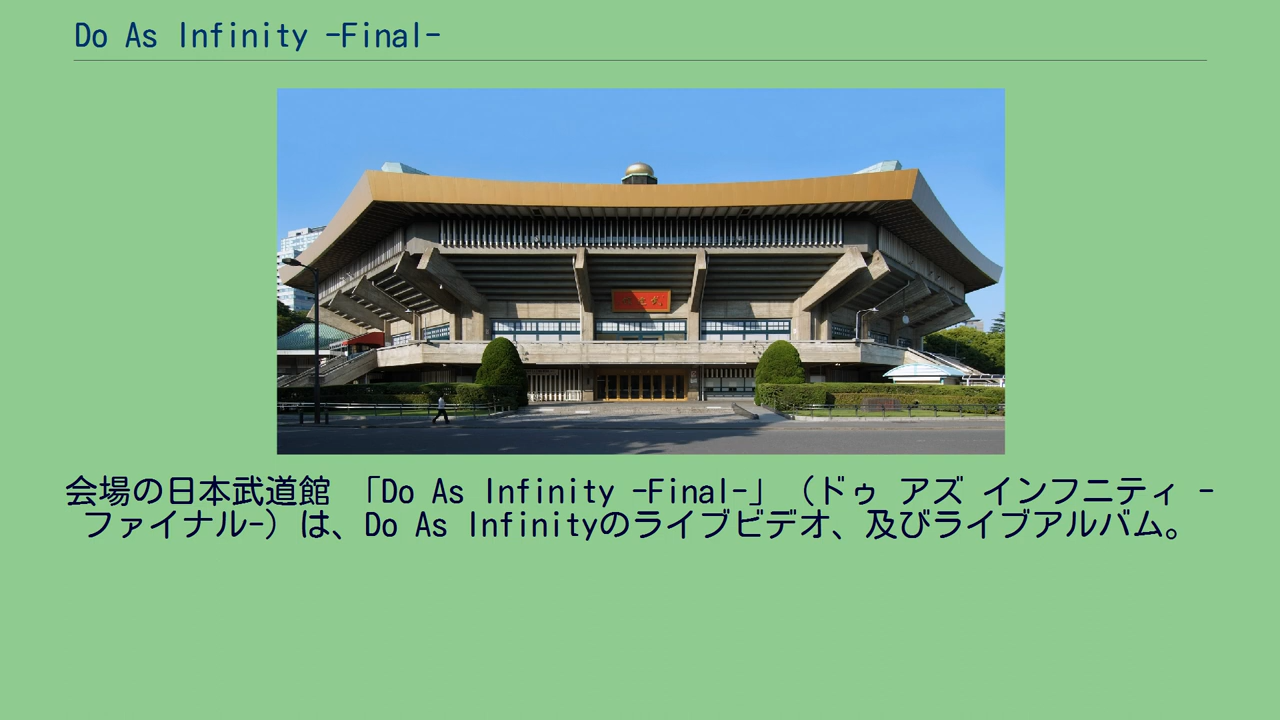 Do As Infinity -Final-
会場の日本武道館 「Do As Infinity -Final-」（ドゥ アズ インフニティ -
ファイナル-）は、Do As Infinityのライブビデオ、及びライブアルバム。